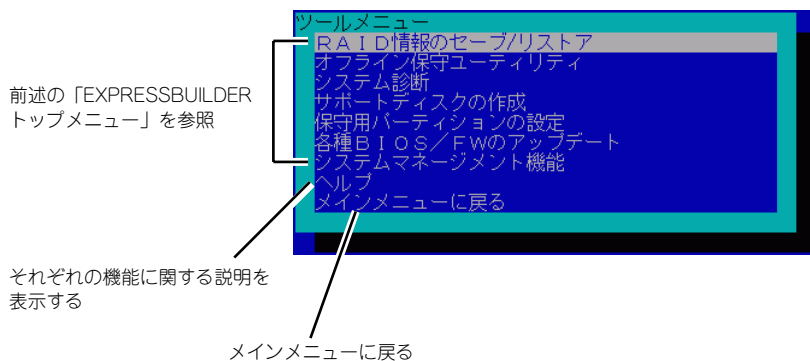 ツールメニュー
ＲＡＩＤ情報のセーブ/リストア
オフライン保守ユーティリティ
システム診断
サポートディスクの作成
保守用パーティションの設定
各種ＢＩＯＳ／ＦＷのアップデート
システムマネージメント機能
ヘルプ
メインメニューに戻る
前述の「EXPRESSBUILDER
トップメニュー」を参照
それぞれの機能に関する説明を
表示する
メインメニューに戻る